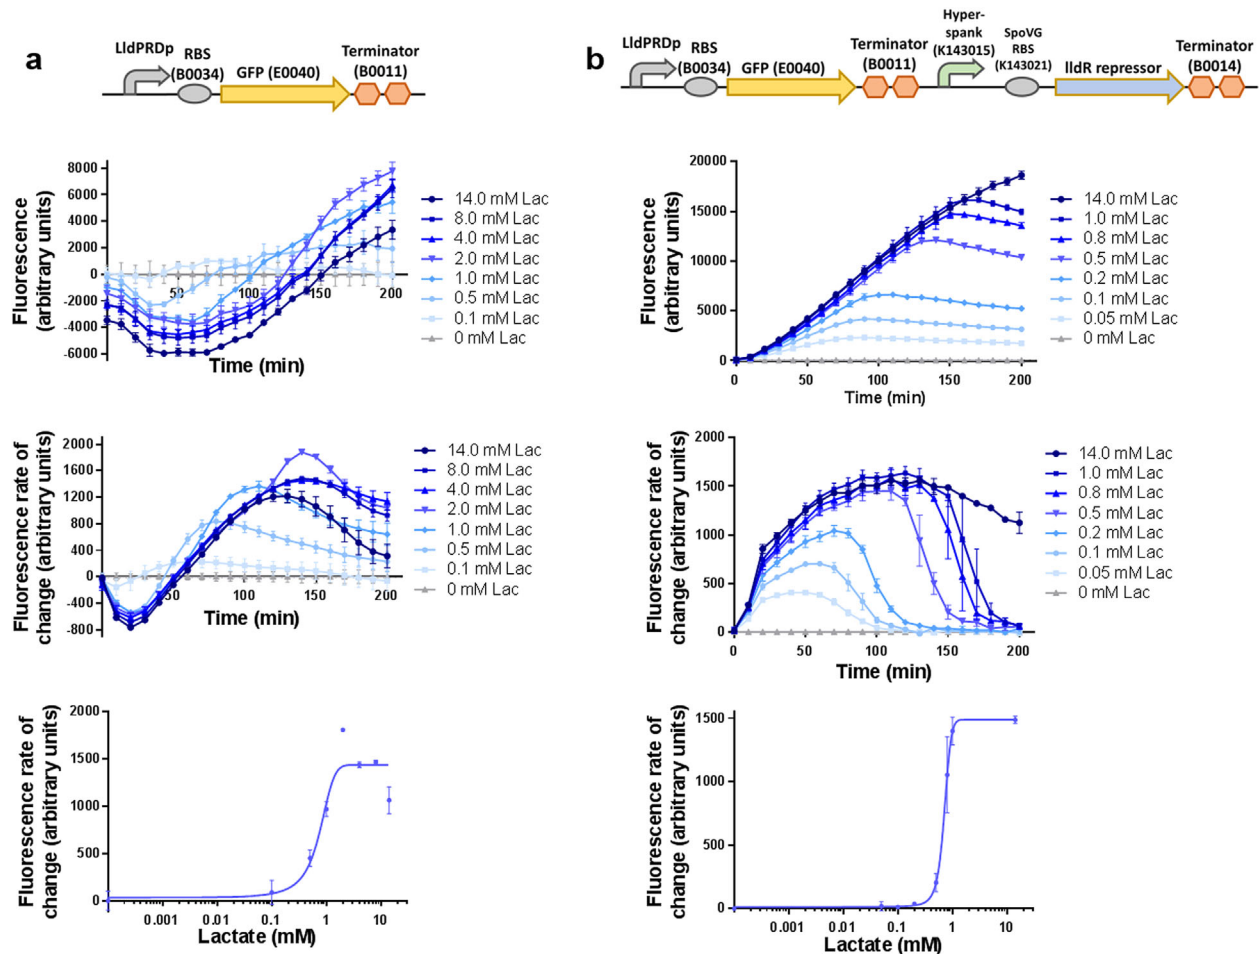 a
LldPRDp
RBS
(B0034)
GFP (E0040)
Terminator
(B0011)
8000
6000
4000
2000
0
-2000
-4000
-6000
50
100
150
200
Fluorescence
(arbitrary units)
Time (min)
14.0 mM Lac
8.0 mM Lac
4.0 mM Lac
2.0 mM Lac
1.0 mM Lac
0.5 mM Lac
0.1 mM Lac
0 mM Lac
2000
1600
1200
800
400
0
-400
-800
50
100
150
200
Fluorescence rate of
change (arbitrary units)
Time (min)
14.0 mM Lac
8.0 mM Lac
4.0 mM Lac
2.0 mM Lac
1.0 mM Lac
0.5 mM Lac
0.1 mM Lac
0 mM Lac
2000
1500
1000
500
0
0.001
0.01
0.1
1
10
Fluorescence rate of
change (arbitrary units)
Lactate (mM)
b
LldPRDp
RBS
(B0034)
GFP (E0040)
Terminator
(B0011)
Hyper-
spank
(K143015)
SpoVG
RBS
(K143021)
lldR repressor
Terminator
(B0014)
20000
15000
10000
5000
0
0
50
100
150
200
Fluorescence
(arbitrary units)
Time (min)
14.0 mM Lac
1.0 mM Lac
0.8 mM Lac
0.5 mM Lac
0.2 mM Lac
0.1 mM Lac
0.05 mM Lac
0 mM Lac
2000
1500
1000
500
0
0
50
100
150
200
Fluorescence rate of
change (arbitrary units)
Time (min)
14.0 mM Lac
1.0 mM Lac
0.8 mM Lac
0.5 mM Lac
0.2 mM Lac
0.1 mM Lac
0.05 mM Lac
0 mM Lac
1500
1000
500
0
0.001
0.01
0.1
1
10
Fluorescence rate of
change (arbitrary units)
Lactate (mM)